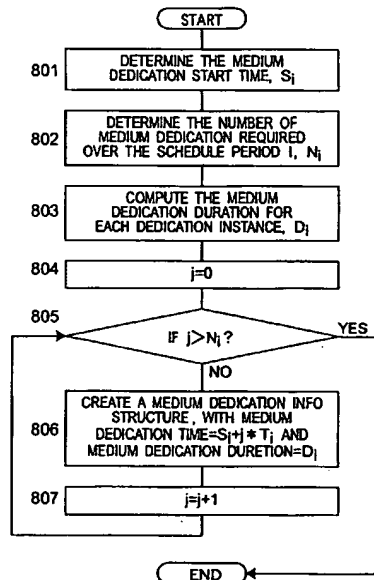 START
801
DETERMINE THE MEDIUM
DEDICATION START TIME, Si
802
DETERMINE THE NUMBER OF
MEDIUM DEDICATION REQUIRED
OVER THE SCHEDULE PERIOD I, Ni
803
COMPUTE THE MEDIUM
DEDICATION DURATION FOR
EACH DEDICATION INSTANCE, Di
804
j=0
805
IF j>Ni?
YES
NO
806
CREATE A MEDIUM DEDICATION INFO
STRUCTURE, WITH MEDIUM
DEDICATION TIME=Si+j * Ti AND
MEDIUM DEDICATION DURETION=Di
807
j=j+1
END